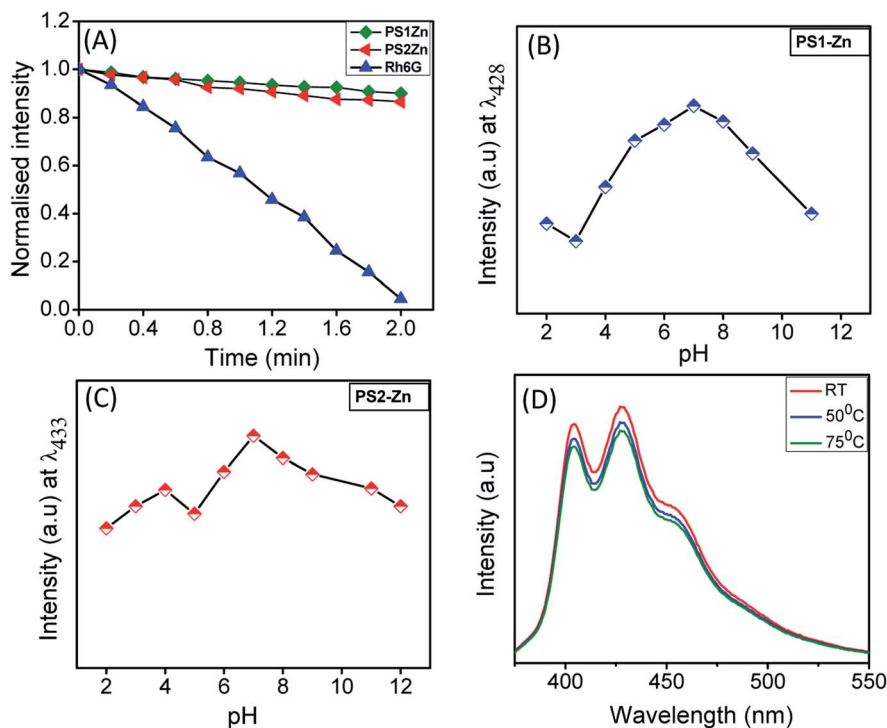 (A)
PS1Zn
PS2Zn
Rh6G
Normalised intensity
1.2
1.0
0.8
0.6
0.4
0.2
0.0
0.0 0.4 0.8 1.2 1.6 2.0
Time (min)
(B)
PS1-Zn
Intensity (a.u) at λ428
2 4 6 8 10 12
pH
(C)
PS2-Zn
Intensity (a.u) at λ433
2 4 6 8 10 12
pH
(D)
RT
50⁰C
75⁰C
Intensity (a.u)
400 450 500 550
Wavelength (nm)